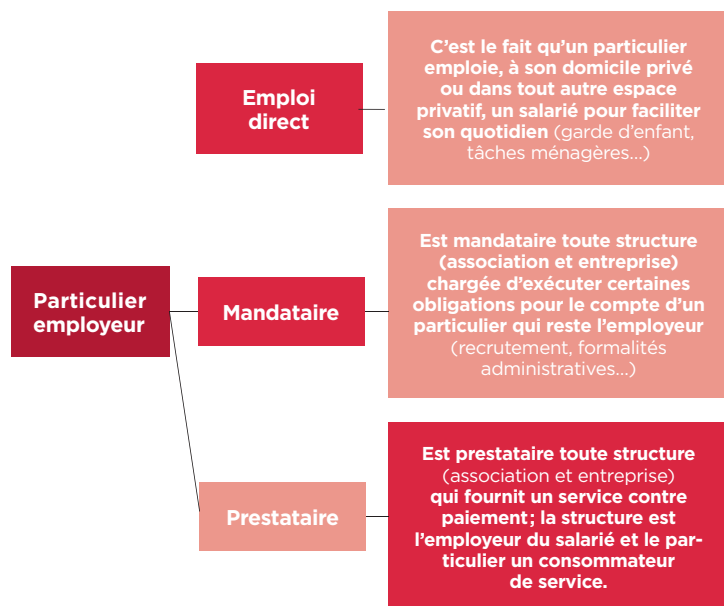 Emploi
direct
C’est le fait qu’un particulier
emploie, à son domicile privé
ou dans tout autre espace
privatif, un salarié pour faciliter
son quotidien (garde d’enfant,
tâches ménagères...)
Particulier
employeur
Mandataire
Est mandataire toute structure
(association et entreprise)
chargée d’exécuter certaines
obligations pour le compte d’un
particulier qui reste l’employeur
(recrutement, formalités
administratives...)
Prestataire
Est prestataire toute structure
(association et entreprise)
qui fournit un service contre
paiement; la structure est
l’employeur du salarié et le par-
ticulier un consommateur
de service.